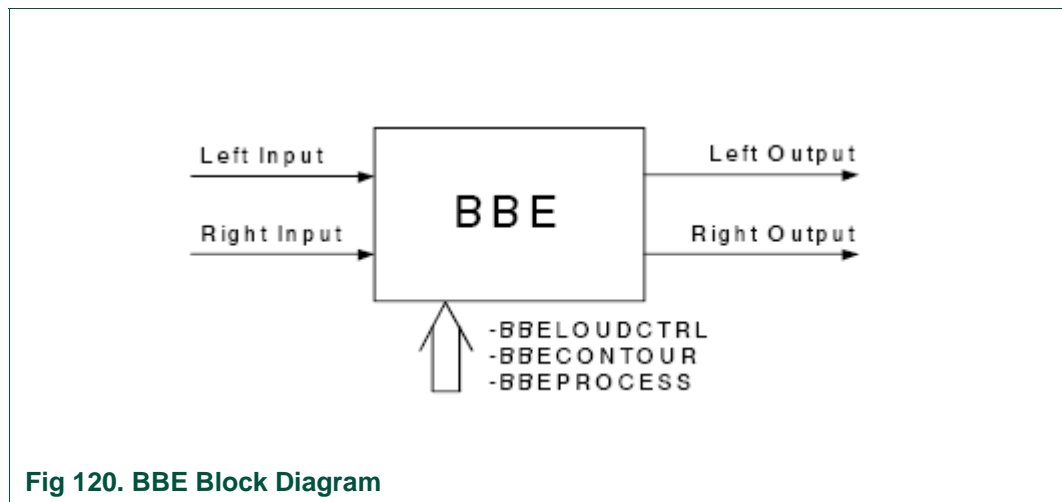 Left Input
Left Output
BBE
Right Input
Right Output
-BBELOUDCTRL
-BBECONTOUR
-BBEPROCESS
Fig 120. BBE Block Diagram